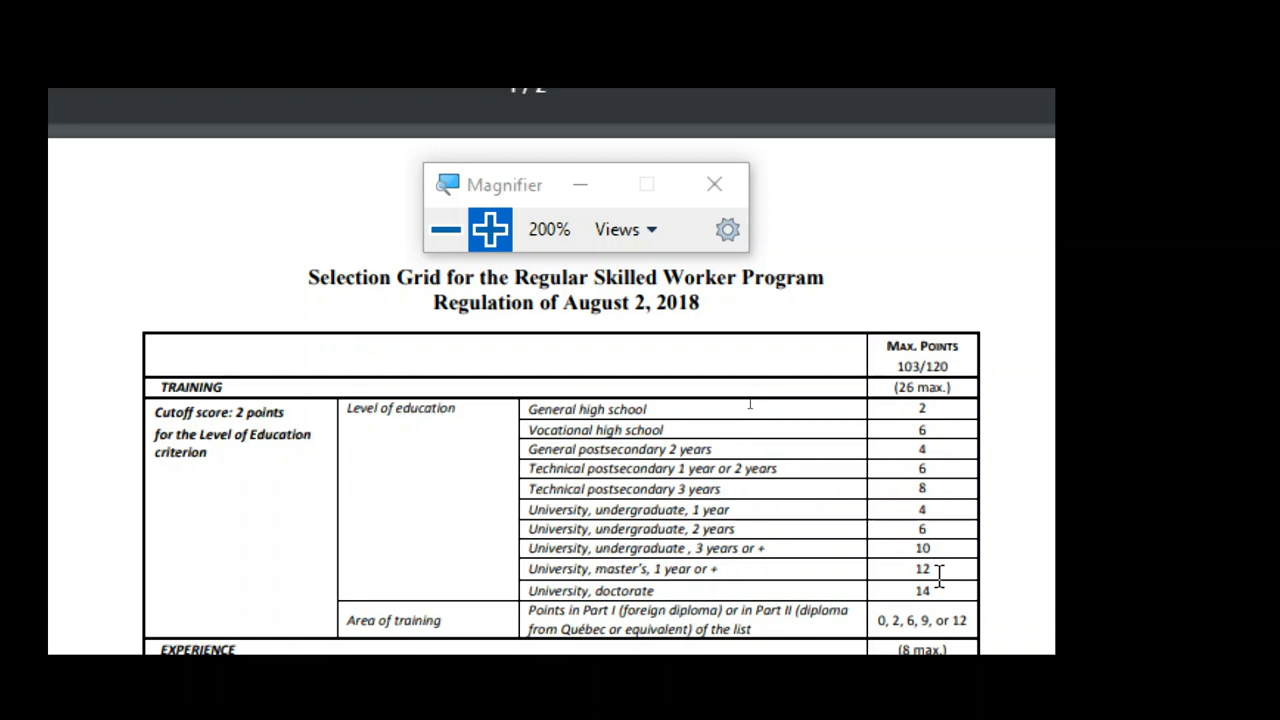 Magnifier
200% Views
Selection Grid for the Regular Skilled Worker Program
Regulation of August 2, 2018
MAX. POINTS
103/120
TRAINING (26 max.)
Cutoff score: 2 points
for the Level of Education
criterion
Level of education
General high school 2
Vocational high school 6
General postsecondary 2 years 4
Technical postsecondary 1 year or 2 years 6
Technical postsecondary 3 years 8
University, undergraduate, 1 year 4
University, undergraduate, 2 years 6
University, undergraduate , 3 years or + 10
University, master's, 1 year or + 12
University, doctorate 14
Area of training
Points in Part I (foreign diploma) or in Part II (diploma
from Québec or equivalent) of the list
0, 2, 6, 9, or 12
EXPERIENCE (8 max.)